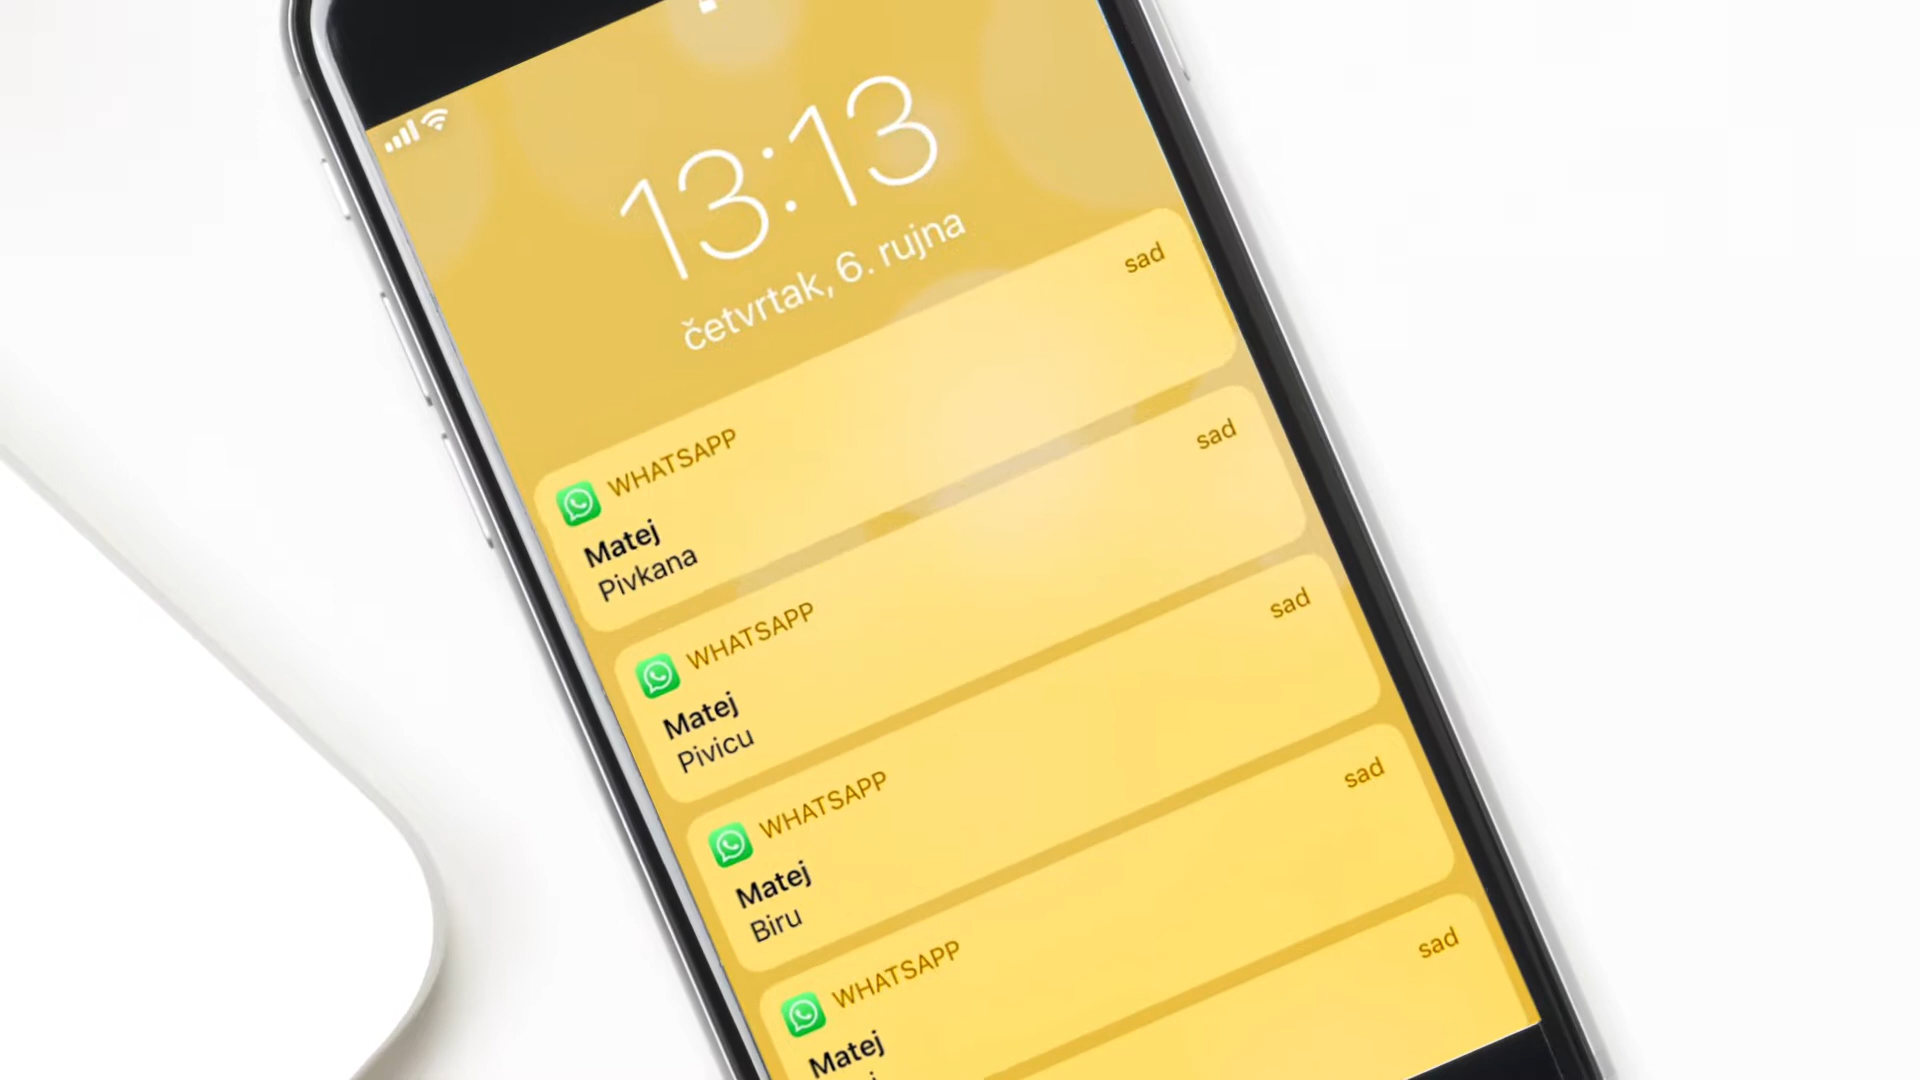 13:13
četvrtak, 6. rujna
WHATSAPP sad
Matej
Pivkana
WHATSAPP sad
Matej
Pivicu
WHATSAPP sad
Matej
Biru
WHATSAPP sad
Matej
sad